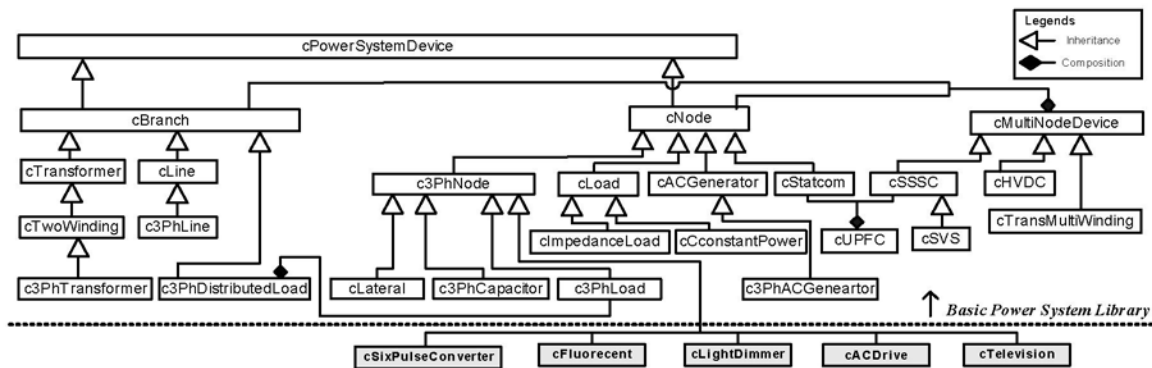 Legends
Inheritance
Composition
cPowerSystemDevice
cBranch
cNode
cMultiNodeDevice
cTransformer
cLine
c3PhNode
cLoad
cACGenerator
cStatcom
cSSSC
cHVDC
cTwoWinding
c3PhLine
cImpedanceLoad
cCconstantPower
cUPFC
cSVS
cTransMultiWinding
c3PhTransformer
c3PhDistributedLoad
cLateral
c3PhCapacitor
c3PhLoad
c3PhACGeneartor
Basic Power System Library
cSixPulseConverter
cFluorecent
cLightDimmer
cACDrive
cTelevision